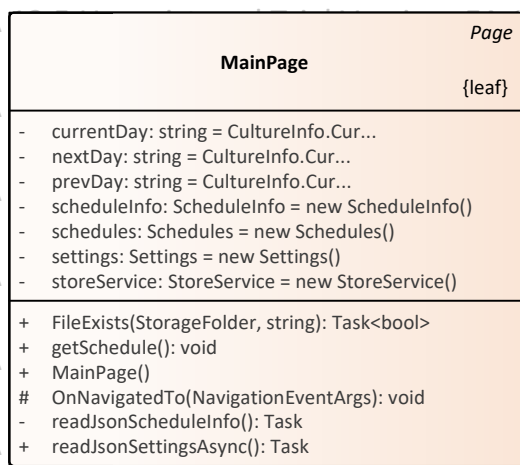 Page
MainPage
{leaf}
- currentDay: string = CultureInfo.Cur...
- nextDay: string = CultureInfo.Cur...
- prevDay: string = CultureInfo.Cur...
- scheduleInfo: ScheduleInfo = new ScheduleInfo()
- schedules: Schedules = new Schedules()
- settings: Settings = new Settings()
- storeService: StoreService = new StoreService()
+ FileExists(StorageFolder, string): Task<bool>
+ getSchedule(): void
+ MainPage()
# OnNavigatedTo(NavigationEventArgs): void
- readJsonScheduleInfo(): Task
+ readJsonSettingsAsync(): Task